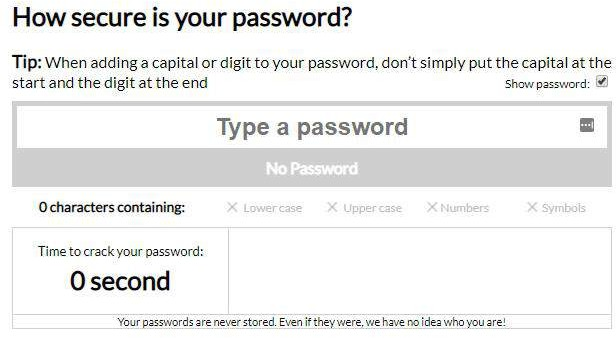 How secure is your password?
Tip: When adding a capital or digit to your password, don’t simply put the capital at the
start and the digit at the end
Show password:
Type a password
No Password
0 characters containing:
Lower case
Upper case
Numbers
Symbols
Time to crack your password:
0 second
Your passwords are never stored. Even if they were, we have no idea who you are!